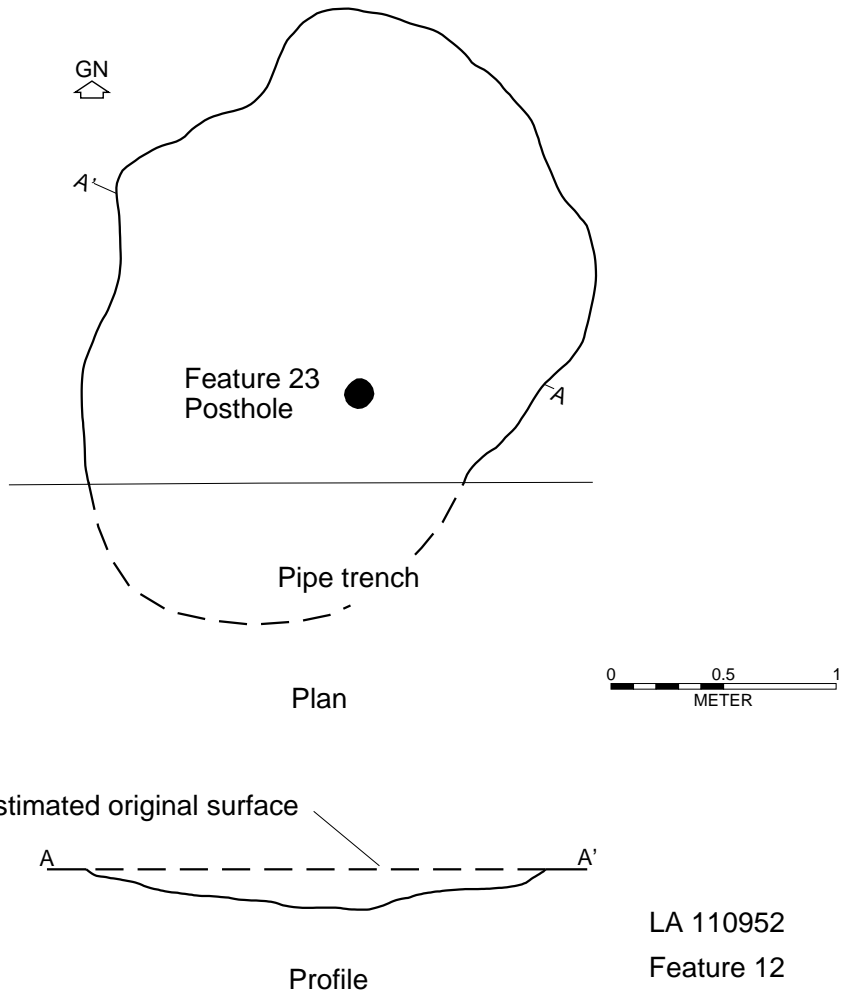 GN
A'
Feature 23
Posthole
A
Pipe trench
Plan
0 0.5 1
METER
stimated original surface
A A'
Profile
LA 110952
Feature 12